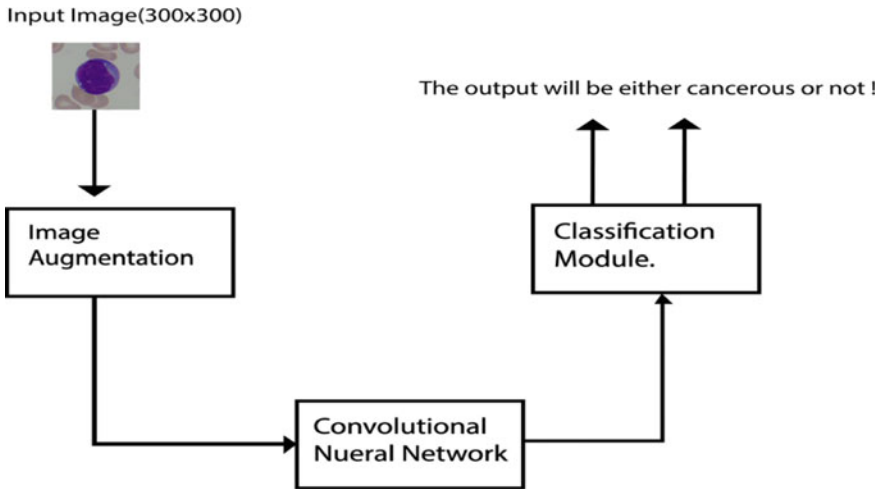 Input Image(300x300)
The output will be either cancerous or not !
Image
Augmentation
Classification
Module.
Convolutional
Nueral Network